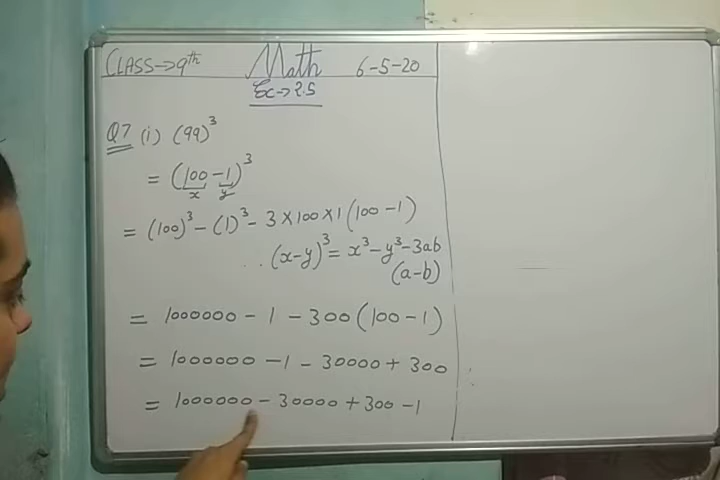 CLASS→9th Math 6-5-20
Ex→2.5
Q7 (i) (99)³
= (100-1)³
x y
= (100)³-(1)³-3×100×1(100-1)
∴ (x-y)³=x³-y³-3ab
(a-b)
= 1000000-1-300(100-1)
= 1000000-1-30000+300
= 1000000-30000+300-1